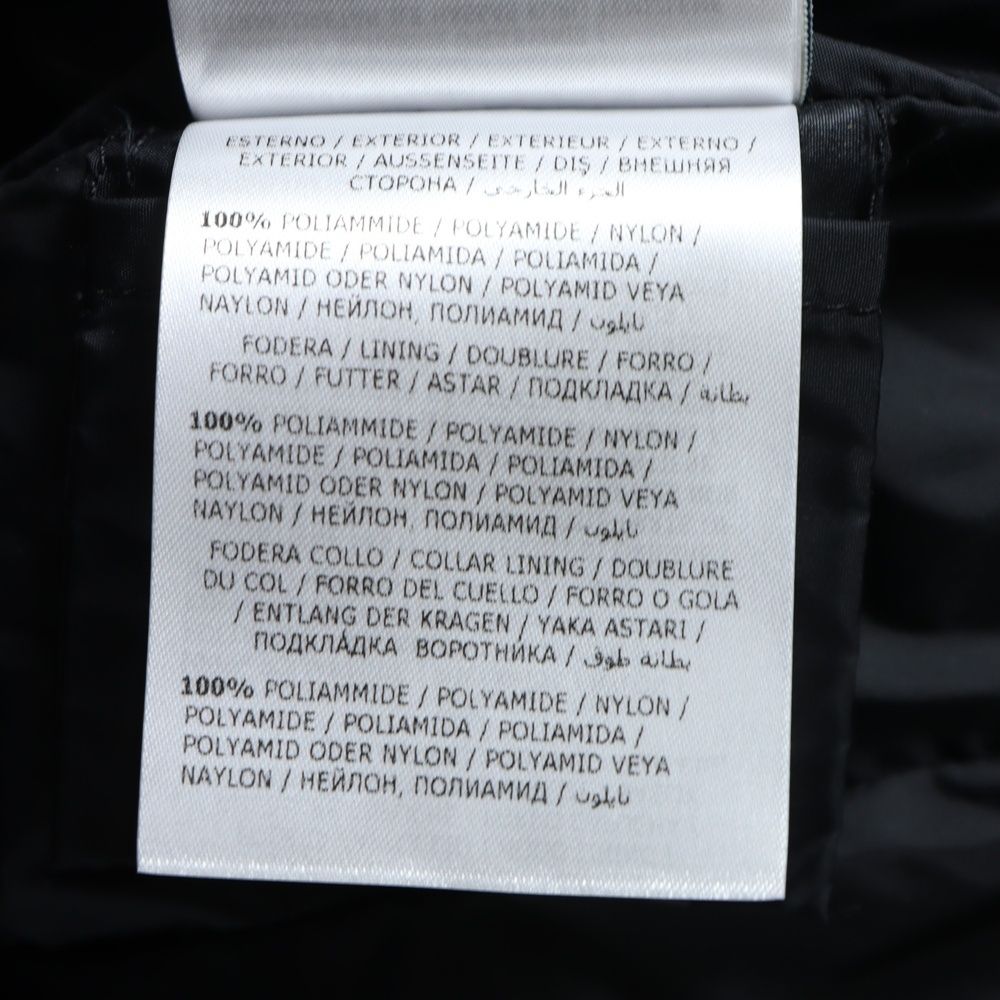 ESTERNO / EXTERIOR / EXTERIEUR / EXTERNO /
EXTERIOR / AUSSENSEITE / DIŞ / ВНЕШНЯЯ
СТОРОНА / الجزء الخارجي
100% POLIAMMIDE / POLYAMIDE / NYLON /
POLYAMIDE / POLIAMIDA / POLIAMIDA /
POLYAMID ODER NYLON / POLYAMID VEYA
NAYLON / НЕЙЛОН, ПОЛИАМИД / نايلون
FODERA / LINING / DOUBLURE / FORRO /
FORRO / FUTTER / ASTAR / ПОДКЛАДКА / بطانة
100% POLIAMMIDE / POLYAMIDE / NYLON /
POLYAMIDE / POLIAMIDA / POLIAMIDA /
POLYAMID ODER NYLON / POLYAMID VEYA
NAYLON / НЕЙЛОН, ПОЛИАМИД / نايلون
FODERA COLLO / COLLAR LINING / DOUBLURE
DU COL / FORRO DEL CUELLO / FORRO O GOLA
/ ENTLANG DER KRAGEN / YAKA ASTARI /
ПОДКЛАДКА ВОРОТНИКА / بطانة طوق
100% POLIAMMIDE / POLYAMIDE / NYLON /
POLYAMIDE / POLIAMIDA / POLIAMIDA /
POLYAMID ODER NYLON / POLYAMID VEYA
NAYLON / НЕЙЛОН, ПОЛИАМИД / نايلون